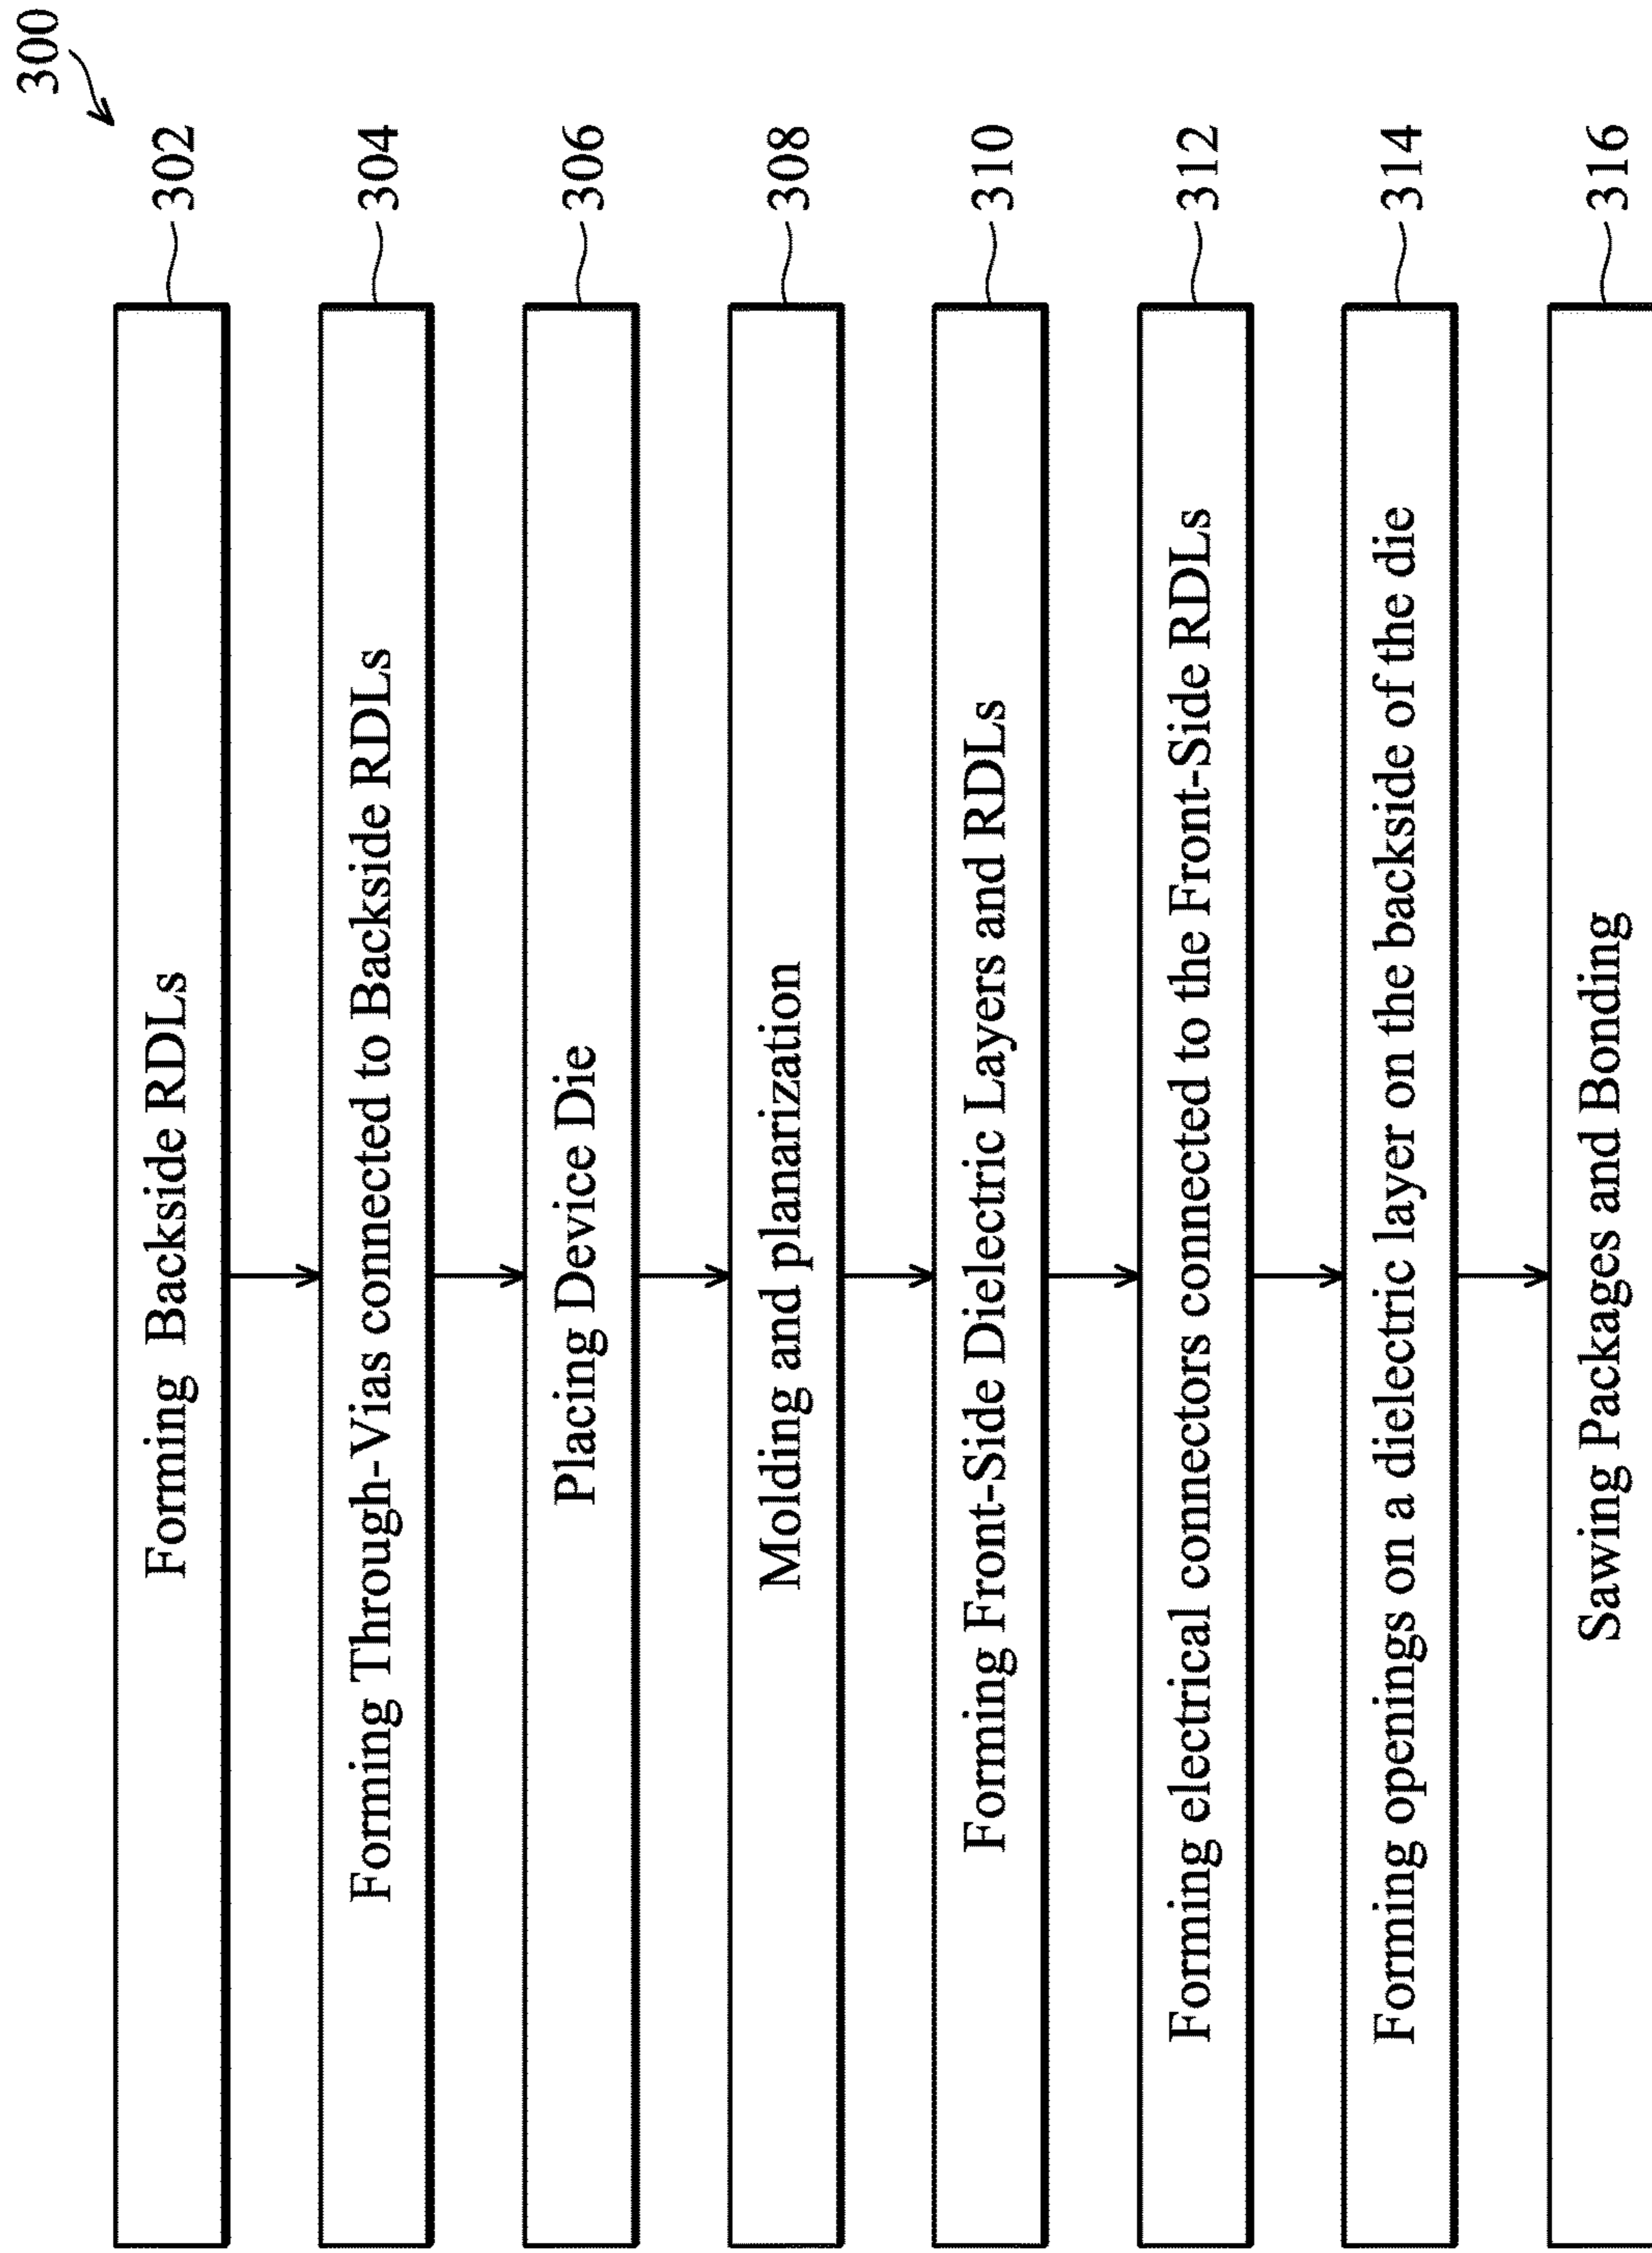 300
Forming Backside RDLs
302
Forming Through-Vias connected to Backside RDLs
304
Placing Device Die
306
Molding and planarization
308
Forming Front-Side Dielectric Layers and RDLs
310
Forming electrical connectors connected to the Front-Side RDLs
312
Forming openings on a dielectric layer on the backside of the die
314
Sawing Packages and Bonding
316